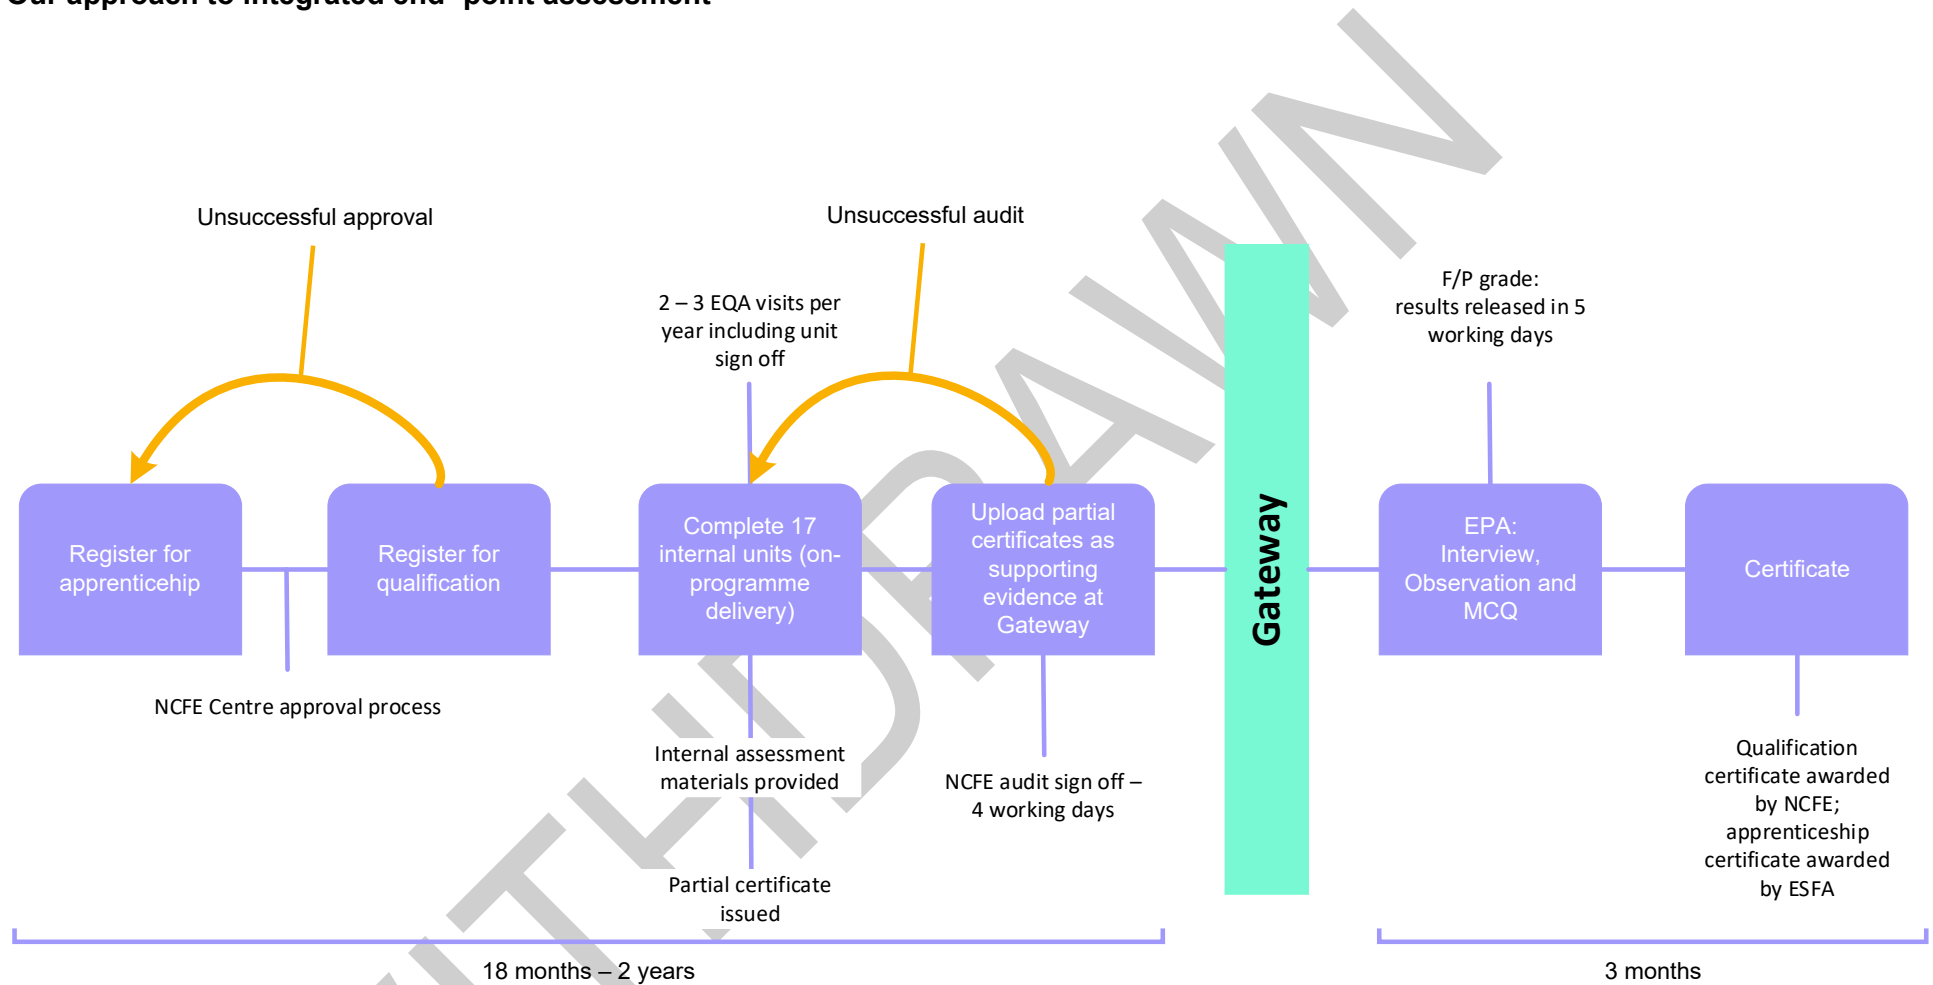 Our approach to integrated end-point assessment
Unsuccessful approval
Unsuccessful audit
2 – 3 EQA visits per
year including unit
sign off
F/P grade:
results released in 5
working days
Register for
apprenticehip
Register for
qualification
Complete 17
internal units (on-
programme
delivery)
Upload partial
certificates as
supporting
evidence at
Gateway
Gateway
EPA:
Interview,
Observation and
MCQ
Certificate
NCFE Centre approval process
Internal assessment
materials provided
NCFE audit sign off –
4 working days
Partial certificate
issued
Qualification
certificate awarded
by NCFE;
apprenticeship
certificate awarded
by ESFA
18 months – 2 years
3 months
WITHDRAWN